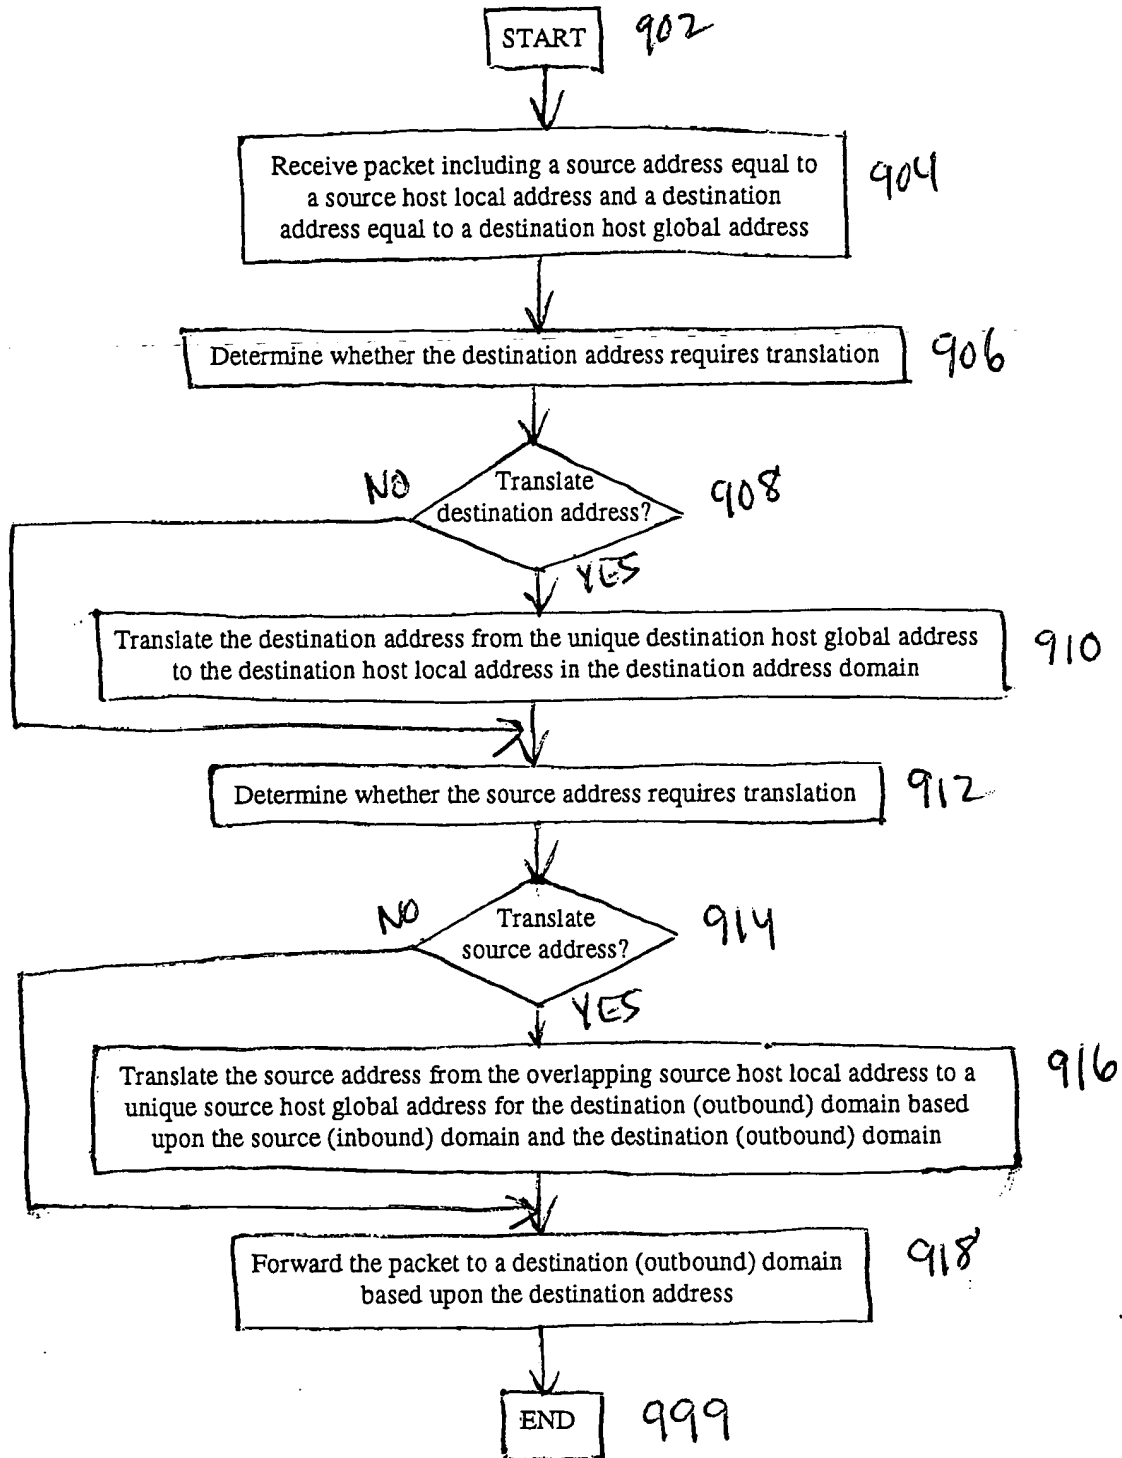 START 902
Receive packet including a source address equal to
a source host local address and a destination 904
address equal to a destination host global address
Determine whether the destination address requires translation 906
NO Translate 908
destination address?
YES
Translate the destination address from the unique destination host global address 910
to the destination host local address in the destination address domain
Determine whether the source address requires translation 912
NO Translate 914
source address?
YES
Translate the source address from the overlapping source host local address to a 916
unique source host global address for the destination (outbound) domain based
upon the source (inbound) domain and the destination (outbound) domain
Forward the packet to a destination (outbound) domain 918
based upon the destination address
END 999